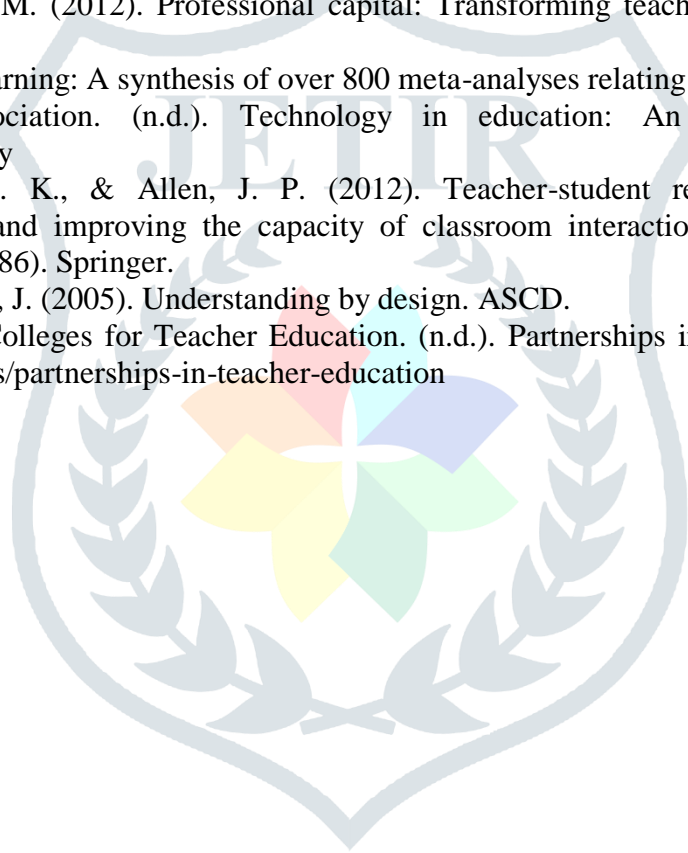 M. (2012). Professional capital: Transforming teach
arning: A synthesis of over 800 meta-analyses relating
ociation. (n.d.). Technology in education: An
y
. K., & Allen, J. P. (2012). Teacher-student re
and improving the capacity of classroom interactio
86). Springer.
, J. (2005). Understanding by design. ASCD.
Colleges for Teacher Education. (n.d.). Partnerships i
s/partnerships-in-teacher-education
JETIR